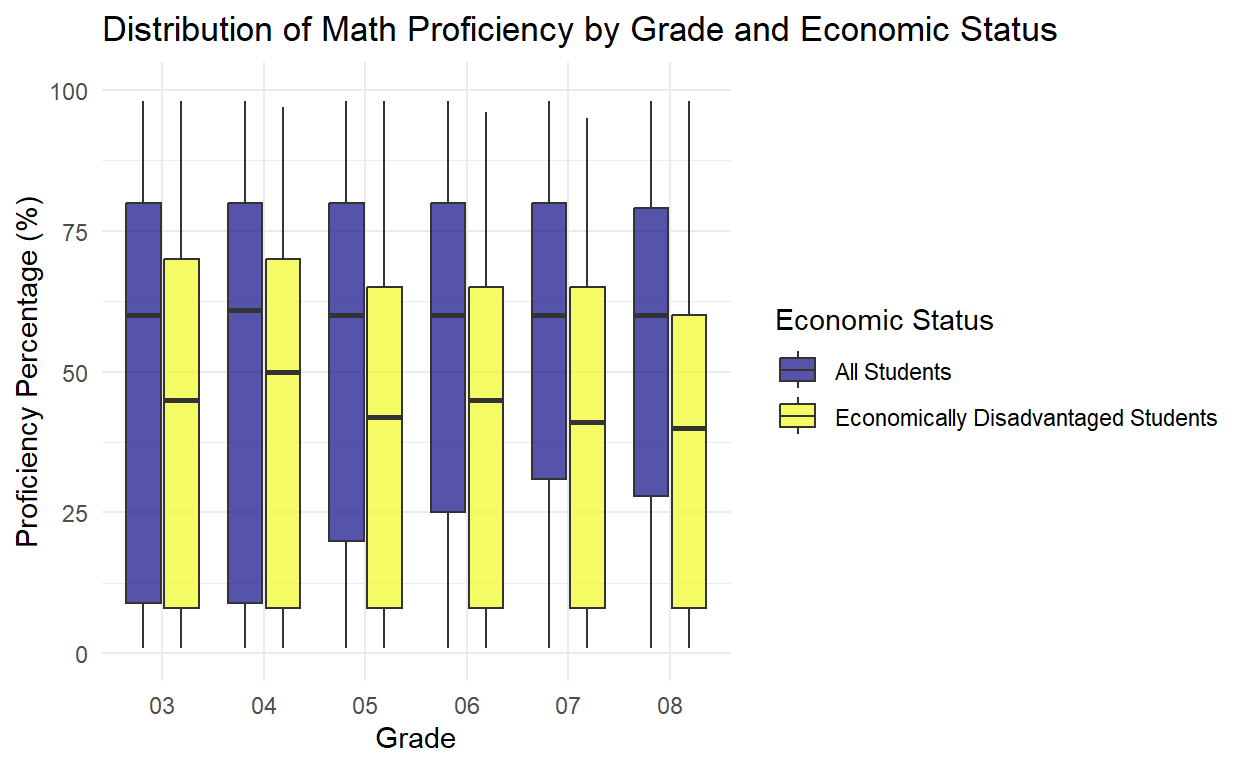 Distribution of Math Proficiency by Grade and Economic Status
Proficiency Percentage (%)
100
75
50
25
0
03 04 05 06 07 08
Grade
Economic Status
All Students
Economically Disadvantaged Students